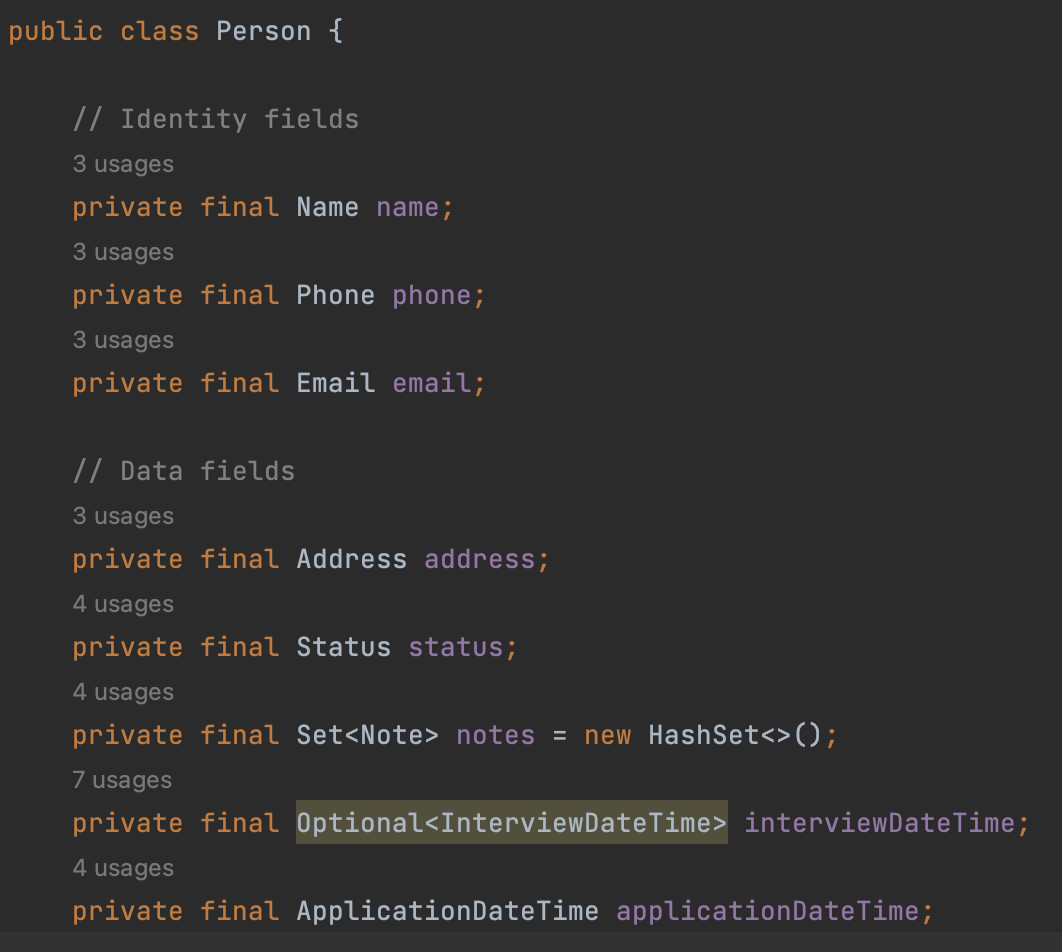 public class Person {
// Identity fields
3 usages
private final Name name;
3 usages
private final Phone phone;
3 usages
private final Email email;
// Data fields
3 usages
private final Address address;
4 usages
private final Status status;
4 usages
private final Set<Note> notes = new HashSet<>();
7 usages
private final Optional<InterviewDateTime> interviewDateTime;
4 usages
private final ApplicationDateTime applicationDateTime;